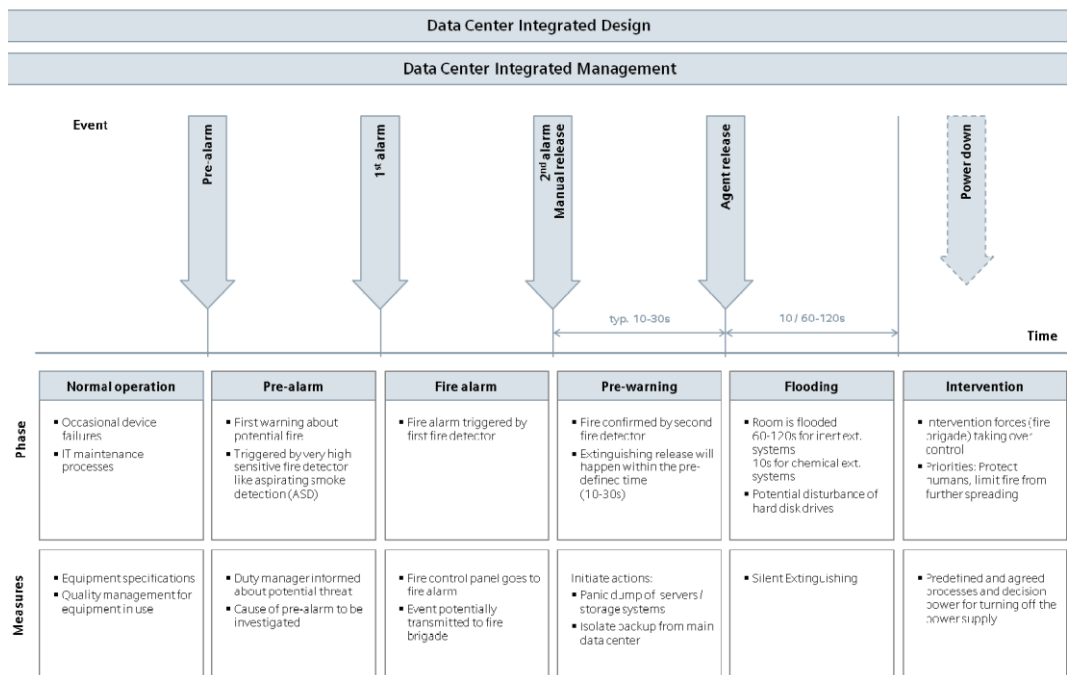 Data Center Integrated Design
Data Center Integrated Management
Event
Pre-alarm
1st alarm
2nd alarm
Manual release
Agent release
Power down
typ. 10-30s
10 / 60-120s
Time
Phase
Normal operation
▪ Occasional device
failures
▪ IT maintenance
processes
Pre-alarm
▪ First warning about
potential fire
▪ Triggered by very high
sensitive fire detector
like aspirating smoke
detection (ASD)
Fire alarm
▪ Fire alarm triggered by
first fire detector
Pre-warning
▪ Fire confirmed by second
fire detector
▪ Extinguishing release will
happen within the pre-
defined time
(10-30s)
Flooding
▪ Room is flooded
60-120s for inert ext.
systems
10s for chemical ext.
systems
▪ Potential disturbance of
hard disk drives
Intervention
▪ Intervention forces (fire
brigade) taking over
control
▪ Priorities: Protect
humans, limit fire from
further spreading
Measures
▪ Equipment specifications
▪ Quality management for
equipment in use
▪ Duty manager informed
about potential threat
▪ Cause of pre-alarm to be
investigated
▪ Fire control panel goes to
fire alarm
▪ Event potentially
transmitted to fire
brigade
Initiate actions:
▪ Panic dump of servers /
storage systems
▪ Isolate backup from main
data center
▪ Silent Extinguishing
▪ Predefined and agreed
processes and decision
power for turning off the
power supply